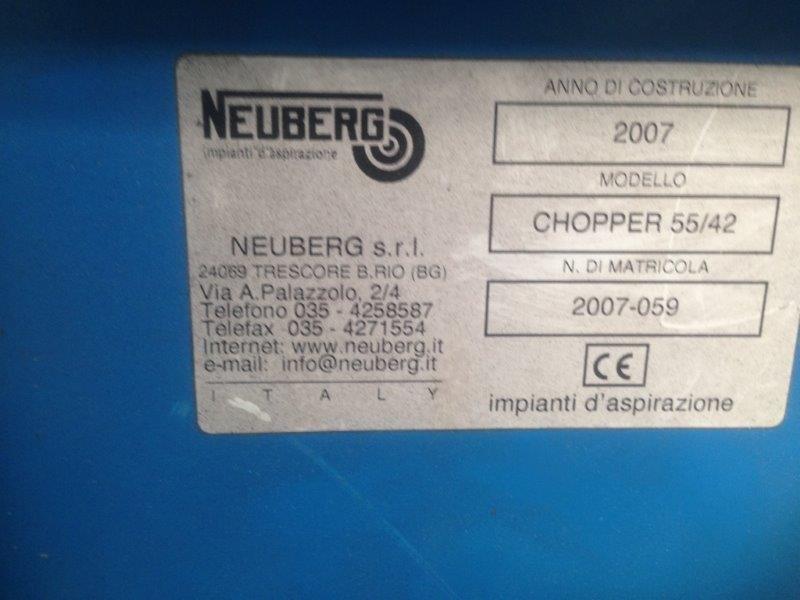 NEUBERG
impianti d'aspirazione
NEUBERG s.r.l.
24069 TRESCORE B.RIO (BG)
Via A.Palazzolo, 2/4
Telefono 035 - 4258587
Telefax 035 - 4271554
Internet: www.neuberg.it
e-mail: info@neuberg.it
I T A L Y
ANNO DI COSTRUZIONE
2007
MODELLO
CHOPPER 55/42
N. DI MATRICOLA
2007-059
CE
impianti d'aspirazione